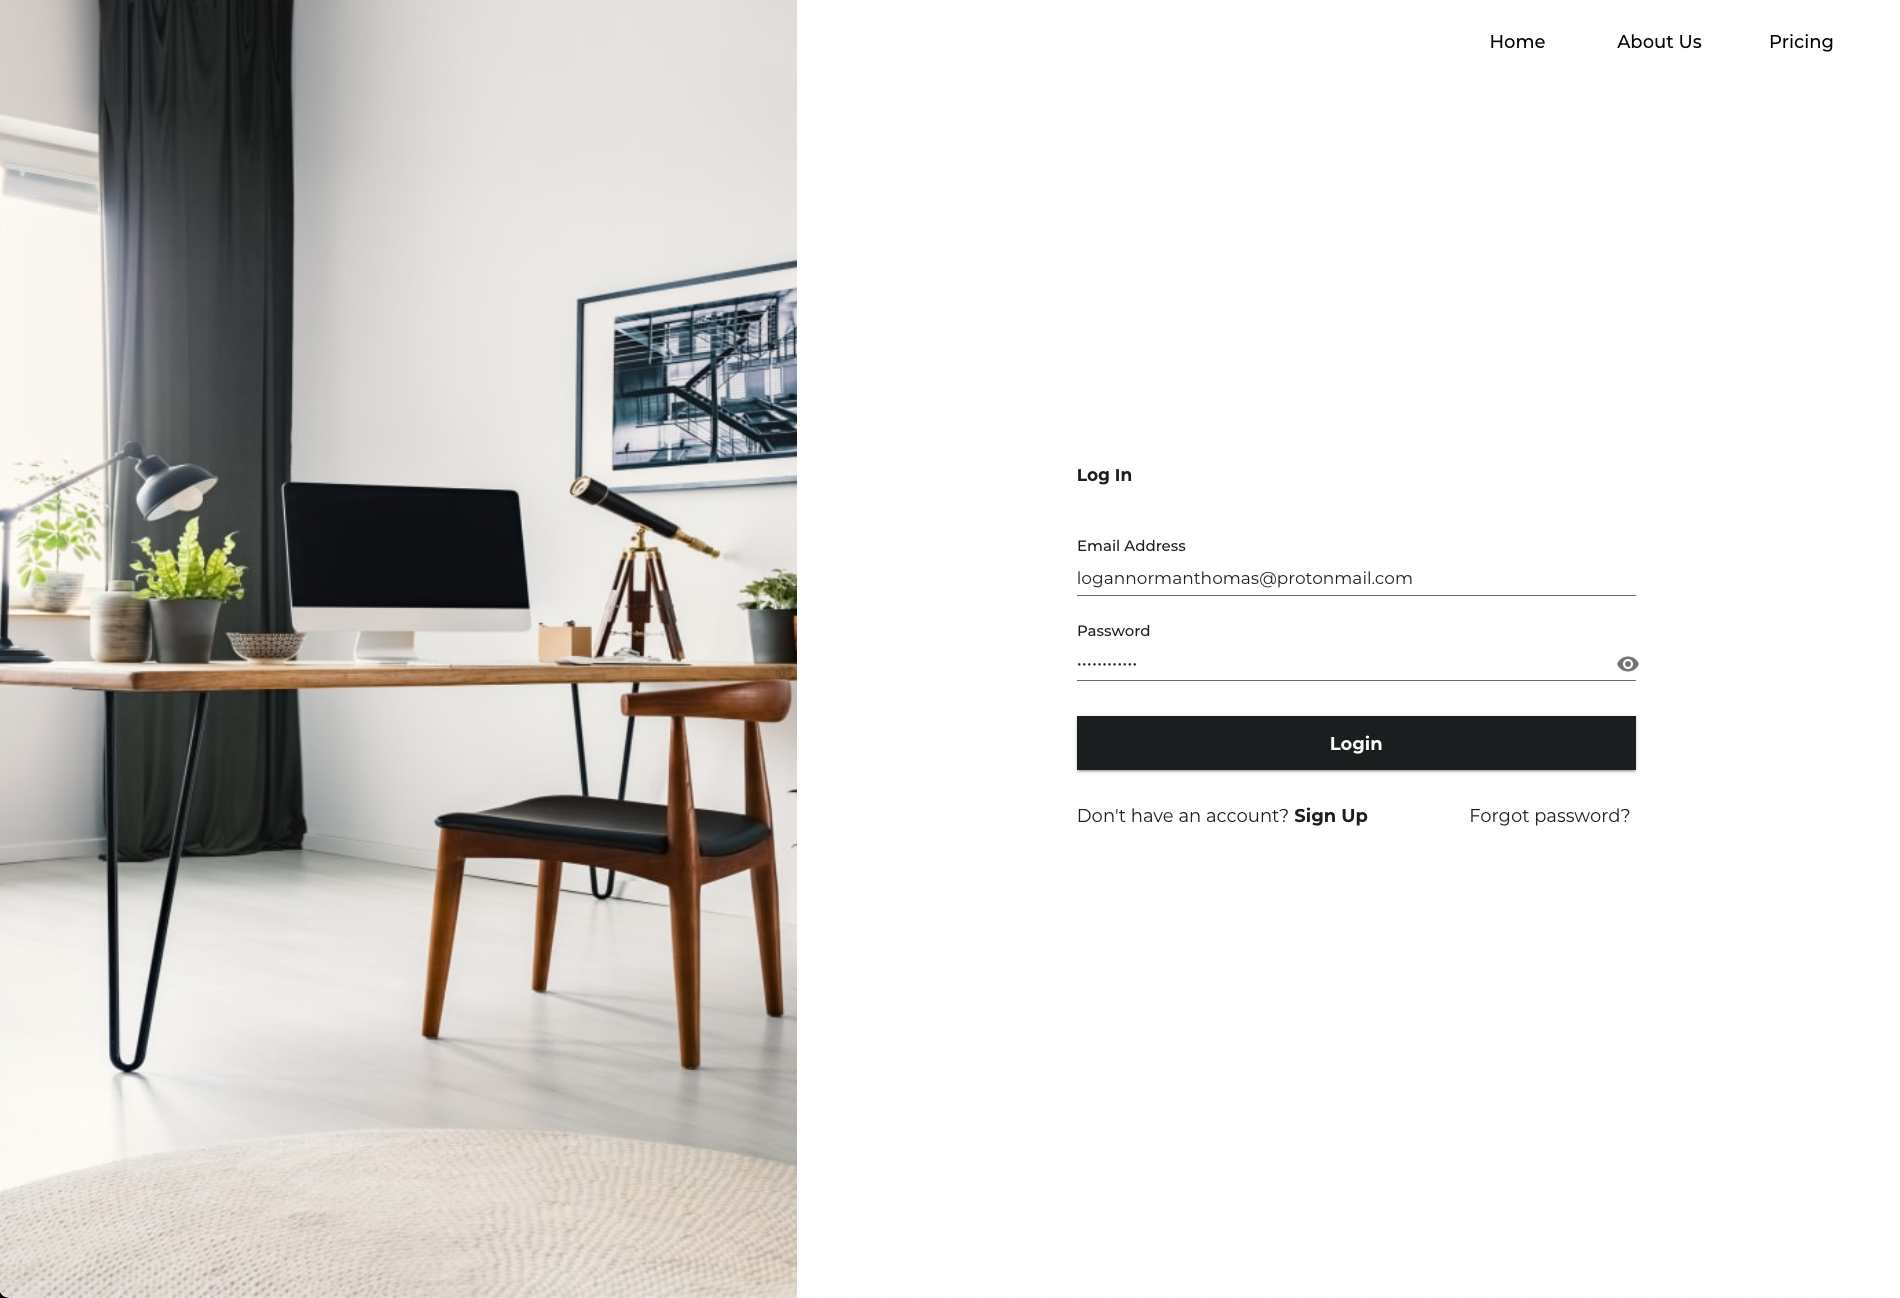 Home About Us Pricing
Log In
Email Address
logannormanthomas@protonmail.com
Password
••••••••••••
Login
Don't have an account? Sign Up Forgot password?